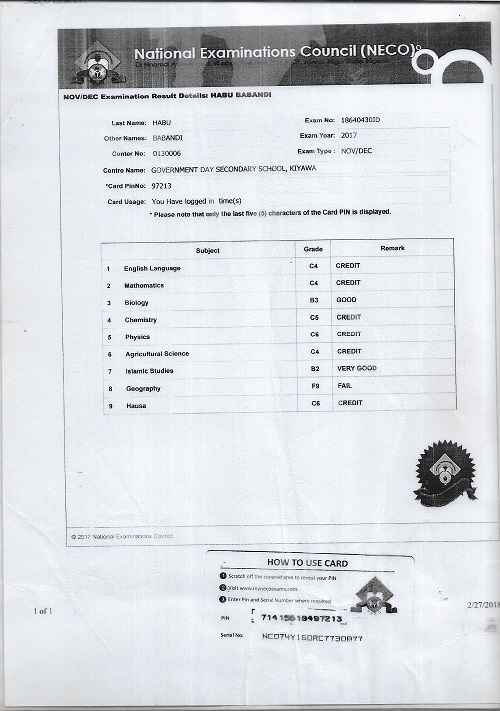 National Examinations Council (NECO)
NOV/DEC Examination Result Details: HABU BABANDI
Last Name: HABU
Exam No: 18640430ID
Other Names: BABANDI
Exam Year: 2017
Center No: 0130006
Exam Type : NOV/DEC
Centre Name: GOVERNMENT DAY SECONDARY SCHOOL, KIYAWA
*Card PinNo: 97213
Card Usage: You Have logged in time(s)
* Please note that only the last five (5) characters of the Card PIN is displayed.
Subject Grade Remark
1 English Language C4 CREDIT
2 Mathematics C4 CREDIT
3 Biology B3 GOOD
4 Chemistry C5 CREDIT
5 Physics C6 CREDIT
6 Agricultural Science C4 CREDIT
7 Islamic Studies B2 VERY GOOD
8 Geography F9 FAIL
9 Hausa C6 CREDIT
© 2017 National Examinations Council
HOW TO USE CARD
1 Scratch off the covered area to reveal your PIN
2 Visit www.mynecoexams.com
3 Enter Pin and Serial Number where required
1 of 1
2/27/2018
PIN
Serial No: